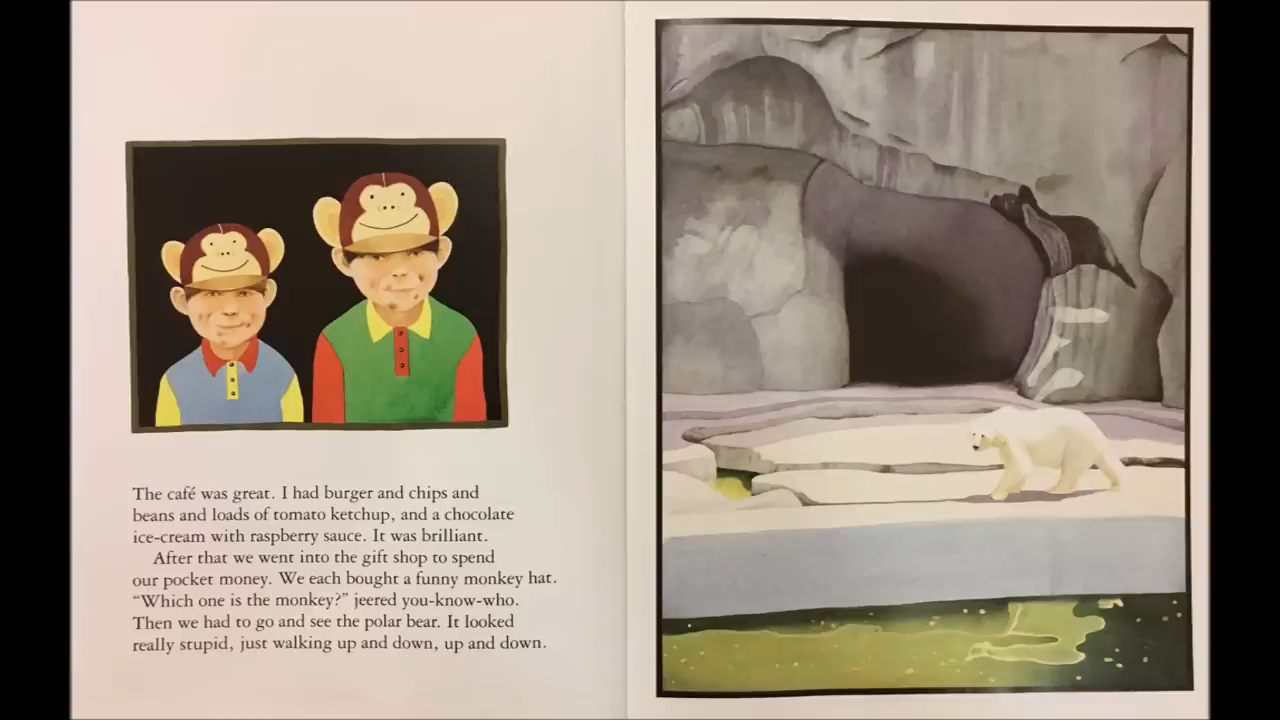 The café was great. I had burger and chips and
beans and loads of tomato ketchup, and a chocolate
ice-cream with raspberry sauce. It was brilliant.
After that we went into the gift shop to spend
our pocket money. We each bought a funny monkey hat.
“Which one is the monkey?” jeered you-know-who.
Then we had to go and see the polar bear. It looked
really stupid, just walking up and down, up and down.